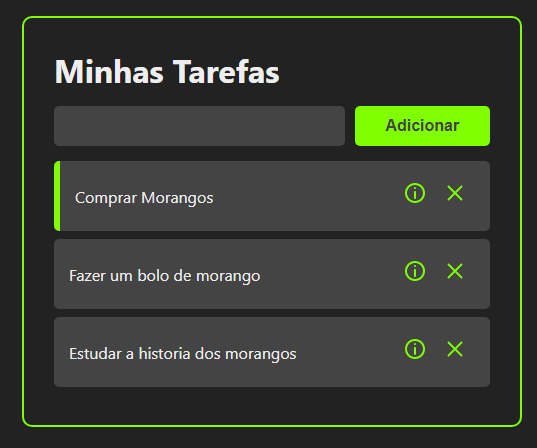 Minhas Tarefas
Adicionar
Comprar Morangos
Fazer um bolo de morango
Estudar a historia dos morangos